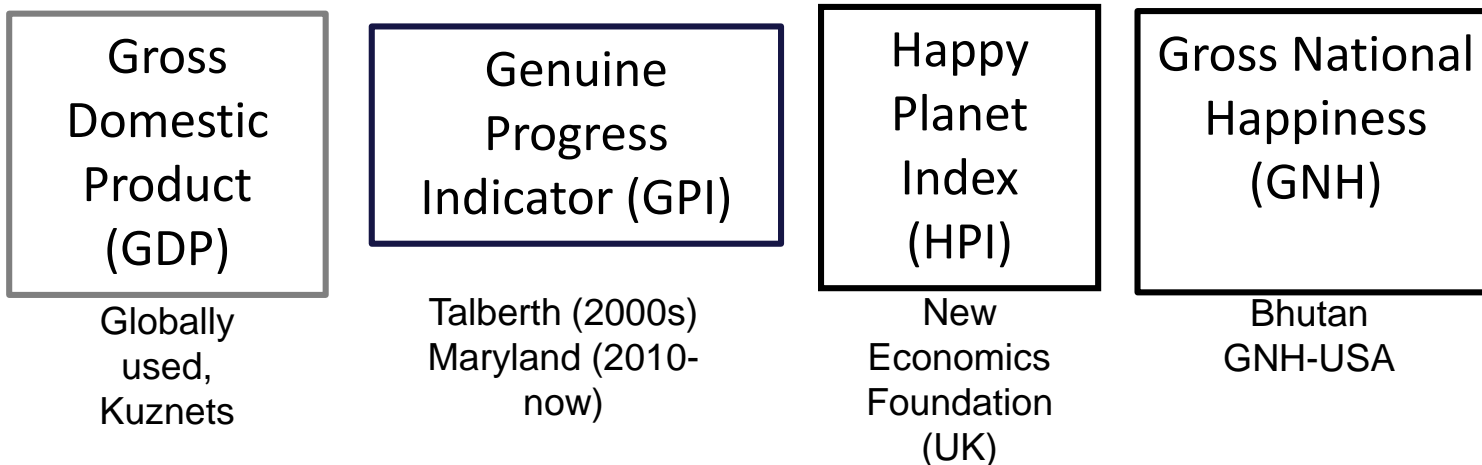 Gross
Domestic
Product
(GDP)
Globally
used,
Kuznets
Genuine
Progress
Indicator (GPI)
Talberth (2000s)
Maryland (2010-
now)
Happy
Planet
Index
(HPI)
New
Economics
Foundation
(UK)
Gross National
Happiness
(GNH)
Bhutan
GNH-USA